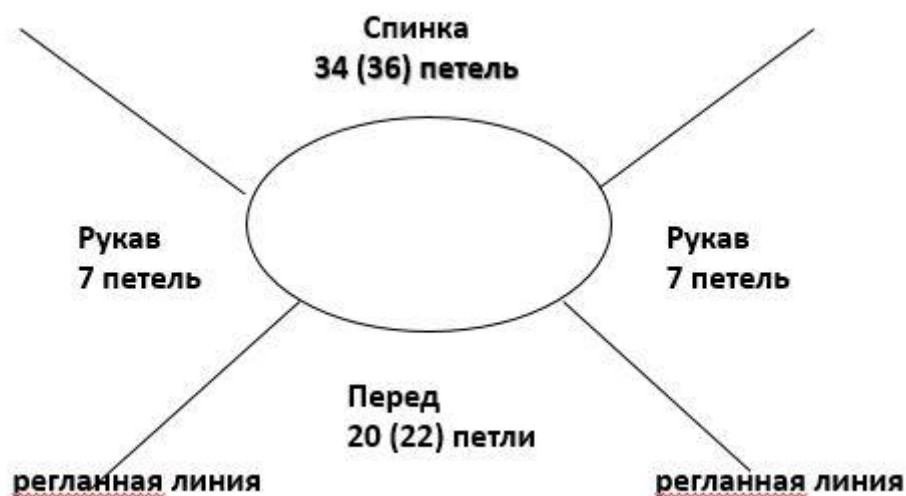 Спинка
34 (36) петель
Рукав
7 петель
Рукав
7 петель
Перед
20 (22) петли
регланная линия
регланная линия